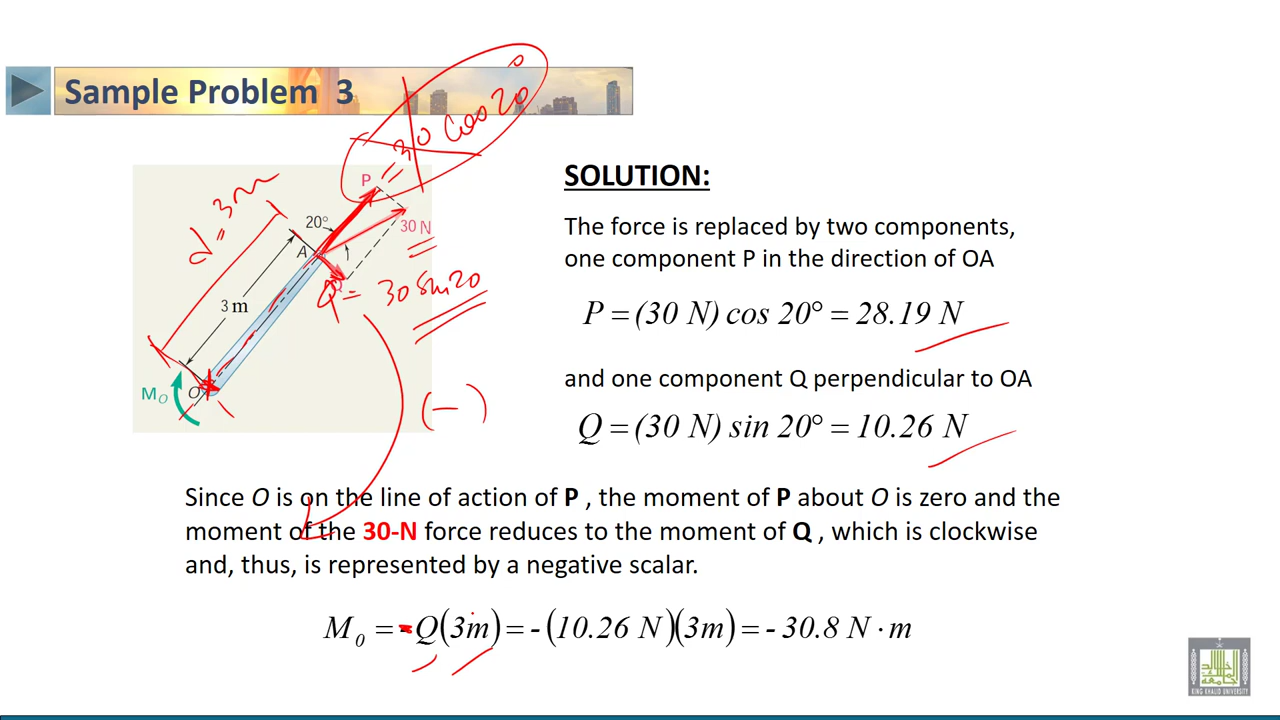 Sample Problem 3
= 30 cos 20°
d = 3m
P
20°
30 N
A
Q = 30 sin 20
3 m
Mo
O
(-)
SOLUTION:
The force is replaced by two components,
one component P in the direction of OA
P = (30 N) cos 20° = 28.19 N
and one component Q perpendicular to OA
Q = (30 N) sin 20° = 10.26 N
Since O is on the line of action of P , the moment of P about O is zero and the
moment of the 30-N force reduces to the moment of Q , which is clockwise
and, thus, is represented by a negative scalar.
M₀ = -Q(3m) = -(10.26 N)(3m) = -30.8 N · m
KING KHALID UNIVERSITY